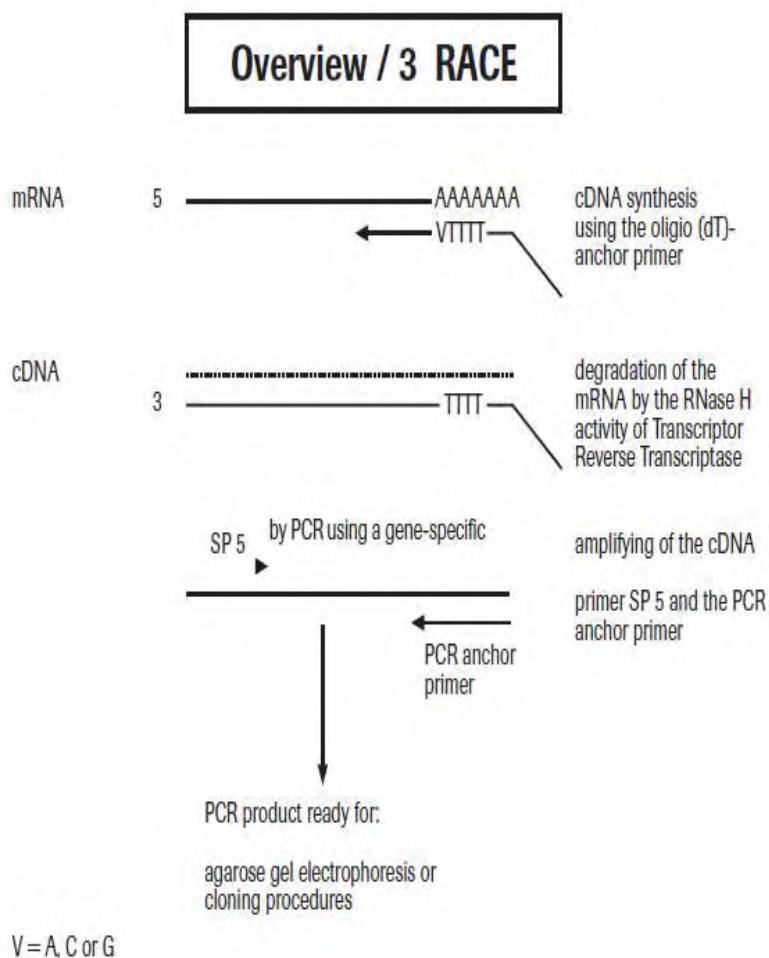 Overview / 3 RACE
mRNA
5
AAAAAAA
VTTTT
cDNA synthesis
using the oligio (dT)-
anchor primer
cDNA
3
TTTT
degradation of the
mRNA by the RNase H
activity of Transcriptor
Reverse Transcriptase
SP 5
by PCR using a gene-specific
amplifying of the cDNA
primer SP 5 and the PCR
anchor primer
PCR anchor
primer
PCR product ready for:
agarose gel electrophoresis or
cloning procedures
V = A, C or G